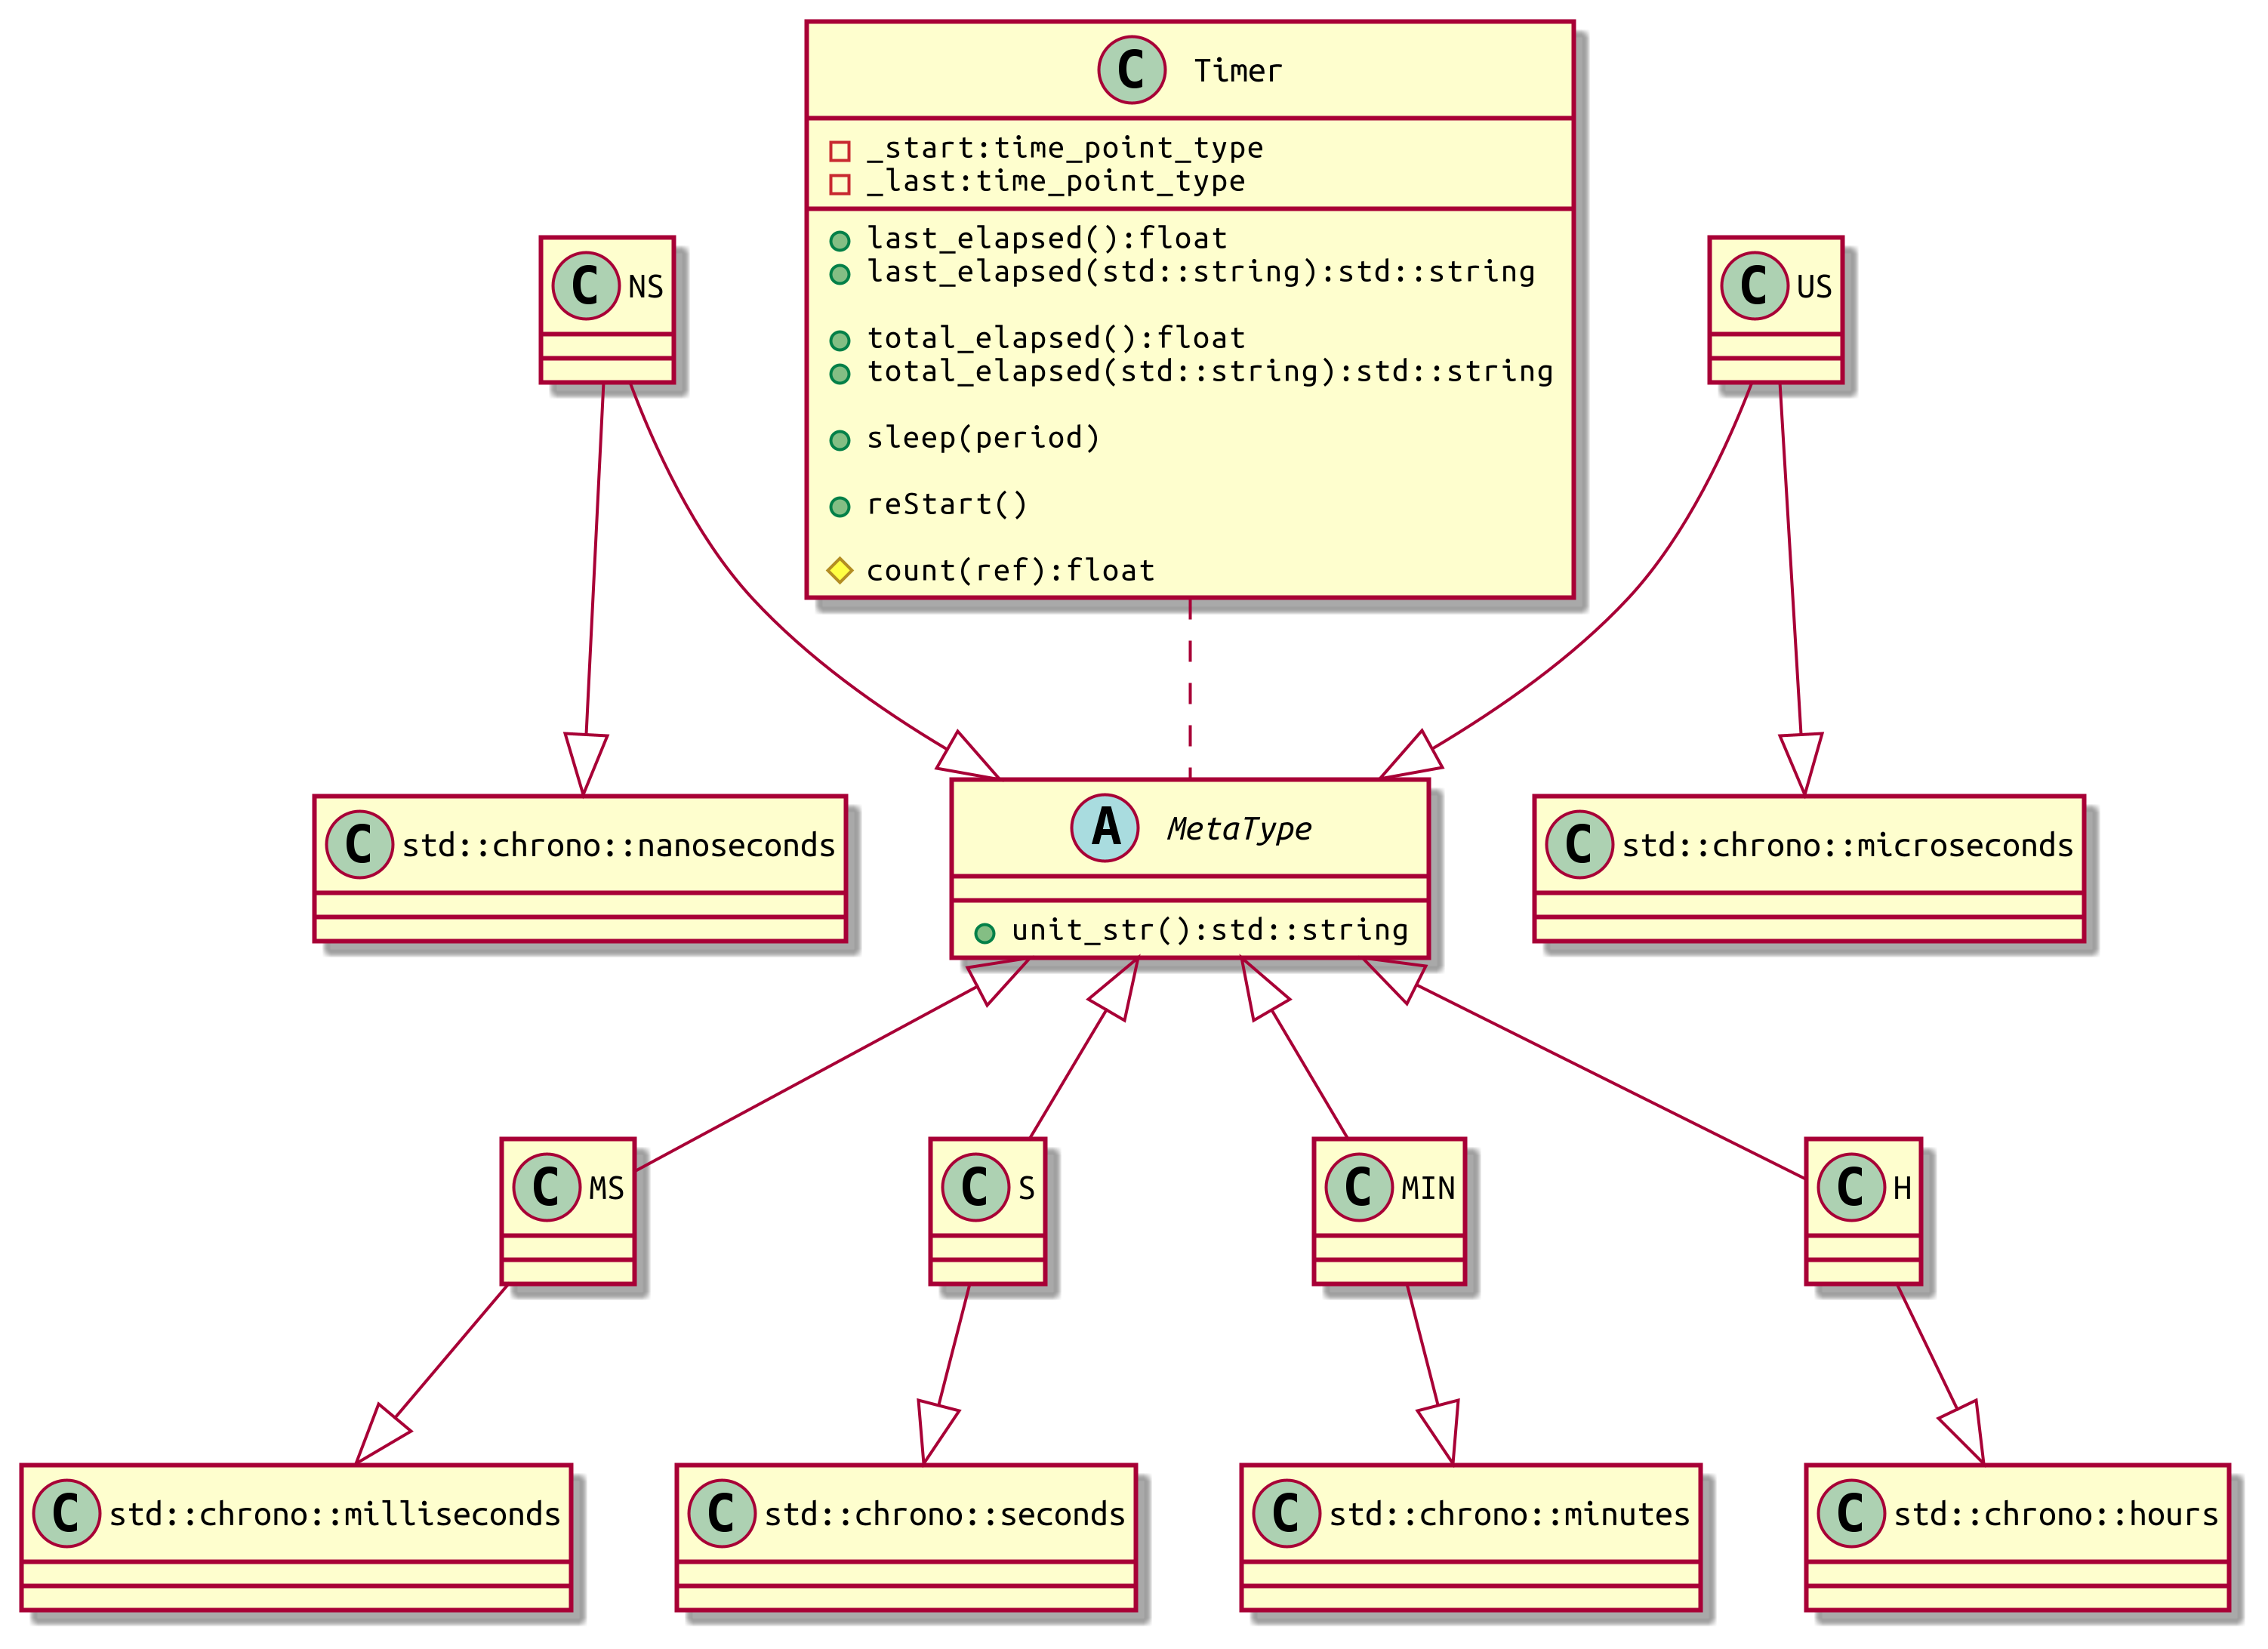 C Timer
_start:time_point_type
_last:time_point_type
last_elapsed():float
last_elapsed(std::string):std::string
total_elapsed():float
total_elapsed(std::string):std::string
sleep(period)
reStart()
count(ref):float
C NS
C US
C std::chrono::nanoseconds
A MetaType
unit_str():std::string
C std::chrono::microseconds
C MS
C S
C MIN
C H
C std::chrono::milliseconds
C std::chrono::seconds
C std::chrono::minutes
C std::chrono::hours